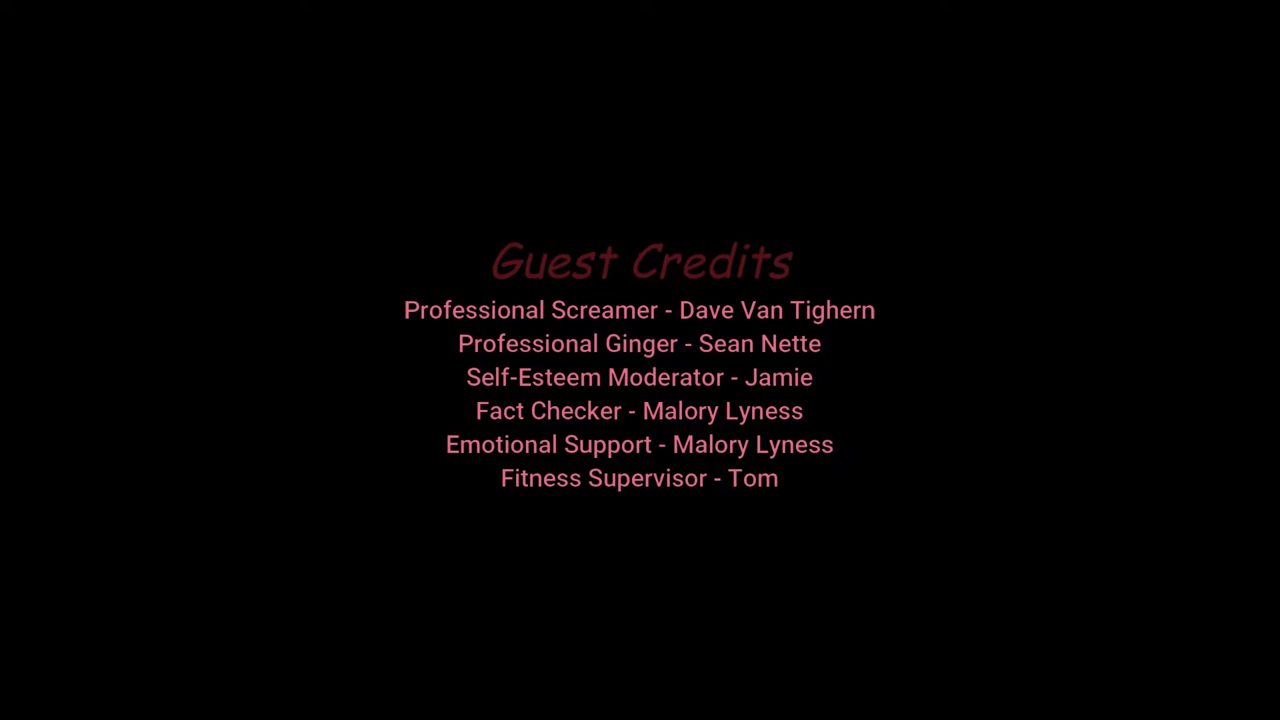 Guest Credits
Professional Screamer - Dave Van Tighern
Professional Ginger - Sean Nette
Self-Esteem Moderator - Jamie
Fact Checker - Malory Lyness
Emotional Support - Malory Lyness
Fitness Supervisor - Tom